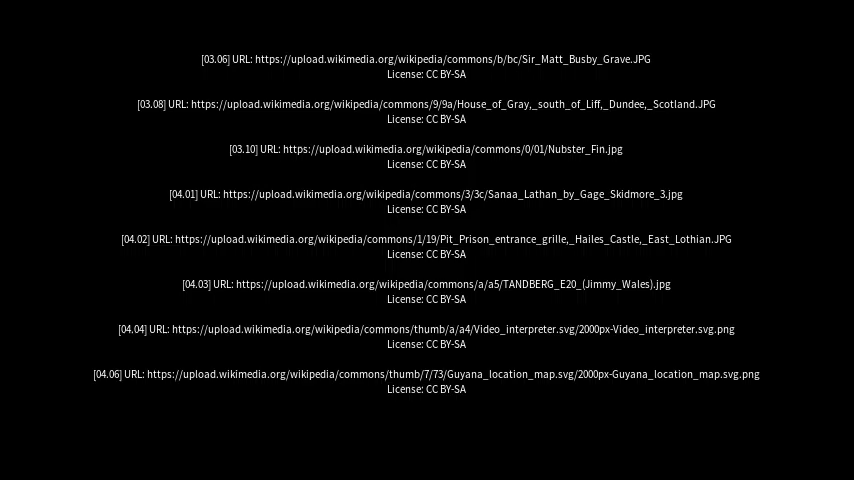 [03.06] URL: https://upload.wikimedia.org/wikipedia/commons/b/bc/Sir_Matt_Busby_Grave.JPG
License: CC BY-SA
[03.08] URL: https://upload.wikimedia.org/wikipedia/commons/9/9a/House_of_Gray,_south_of_Liff,_Dundee,_Scotland.JPG
License: CC BY-SA
[03.10] URL: https://upload.wikimedia.org/wikipedia/commons/0/01/Nubster_Fin.jpg
License: CC BY-SA
[04.01] URL: https://upload.wikimedia.org/wikipedia/commons/3/3c/Sanaa_Lathan_by_Gage_Skidmore_3.jpg
License: CC BY-SA
[04.02] URL: https://upload.wikimedia.org/wikipedia/commons/1/19/Pit_Prison_entrance_grille,_Hailes_Castle,_East_Lothian.JPG
License: CC BY-SA
[04.03] URL: https://upload.wikimedia.org/wikipedia/commons/a/a5/TANDBERG_E20_(Jimmy_Wales).jpg
License: CC BY-SA
[04.04] URL: https://upload.wikimedia.org/wikipedia/commons/thumb/a/a4/Video_interpreter.svg/2000px-Video_interpreter.svg.png
License: CC BY-SA
[04.06] URL: https://upload.wikimedia.org/wikipedia/commons/thumb/7/73/Guyana_location_map.svg/2000px-Guyana_location_map.svg.png
License: CC BY-SA